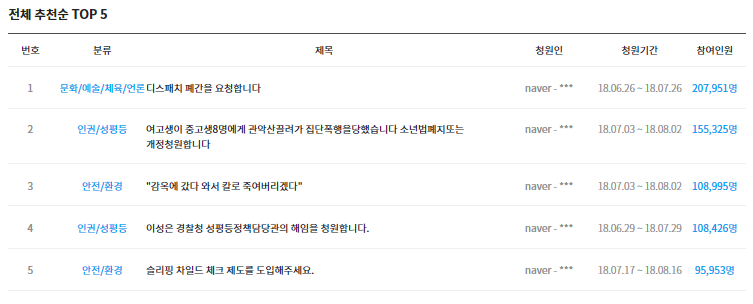 전체 추천순 TOP 5
번호 분류 제목 청원인 청원기간 참여인원
1 문화/예술/체육/언론 디스패치 폐간을 요청합니다 naver - *** 18.06.26 ~ 18.07.26 207,951명
2 인권/성평등 여고생이 중고생8명에게 관악산끌려가 집단폭행을당했습니다 소년법폐지또는 naver - *** 18.07.03 ~ 18.08.02 155,325명
개정청원합니다
3 안전/환경 "감옥에 갔다 와서 칼로 죽여버리겠다" naver - *** 18.07.03 ~ 18.08.02 108,995명
4 인권/성평등 이성은 경찰청 성평등정책담당관의 해임을 청원합니다. naver - *** 18.06.29 ~ 18.07.29 108,426명
5 안전/환경 슬리핑 차일드 체크 제도를 도입해주세요. naver - *** 18.07.17 ~ 18.08.16 95,953명